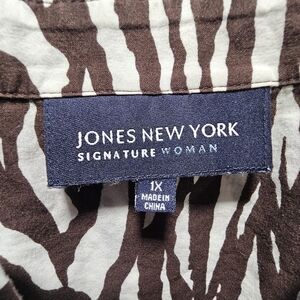 JONES NEW YORK
SIGNATURE WOMAN
1X
MADE IN
CHINA